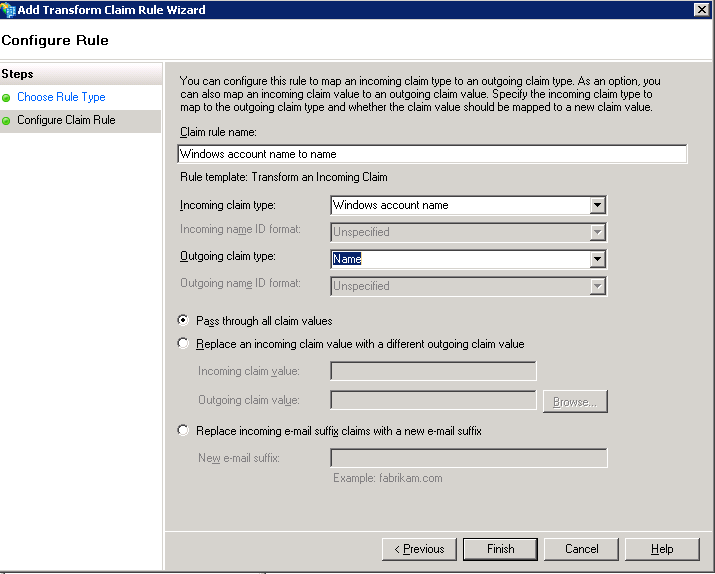 Add Transform Claim Rule Wizard
Configure Rule
Steps
Choose Rule Type
Configure Claim Rule
You can configure this rule to map an incoming claim type to an outgoing claim type. As an option, you
can also map an incoming claim value to an outgoing claim value. Specify the incoming claim type to
map to the outgoing claim type and whether the claim value should be mapped to a new claim value.
Claim rule name:
Windows account name to name
Rule template: Transform an Incoming Claim
Incoming claim type:
Windows account name
Incoming name ID format:
Unspecified
Outgoing claim type:
Name
Outgoing name ID format:
Unspecified
Pass through all claim values
Replace an incoming claim value with a different outgoing claim value
Incoming claim value:
Outgoing claim value:
Browse...
Replace incoming e-mail suffix claims with a new e-mail suffix
New e-mail suffix:
Example: fabrikam.com
< Previous
Finish
Cancel
Help